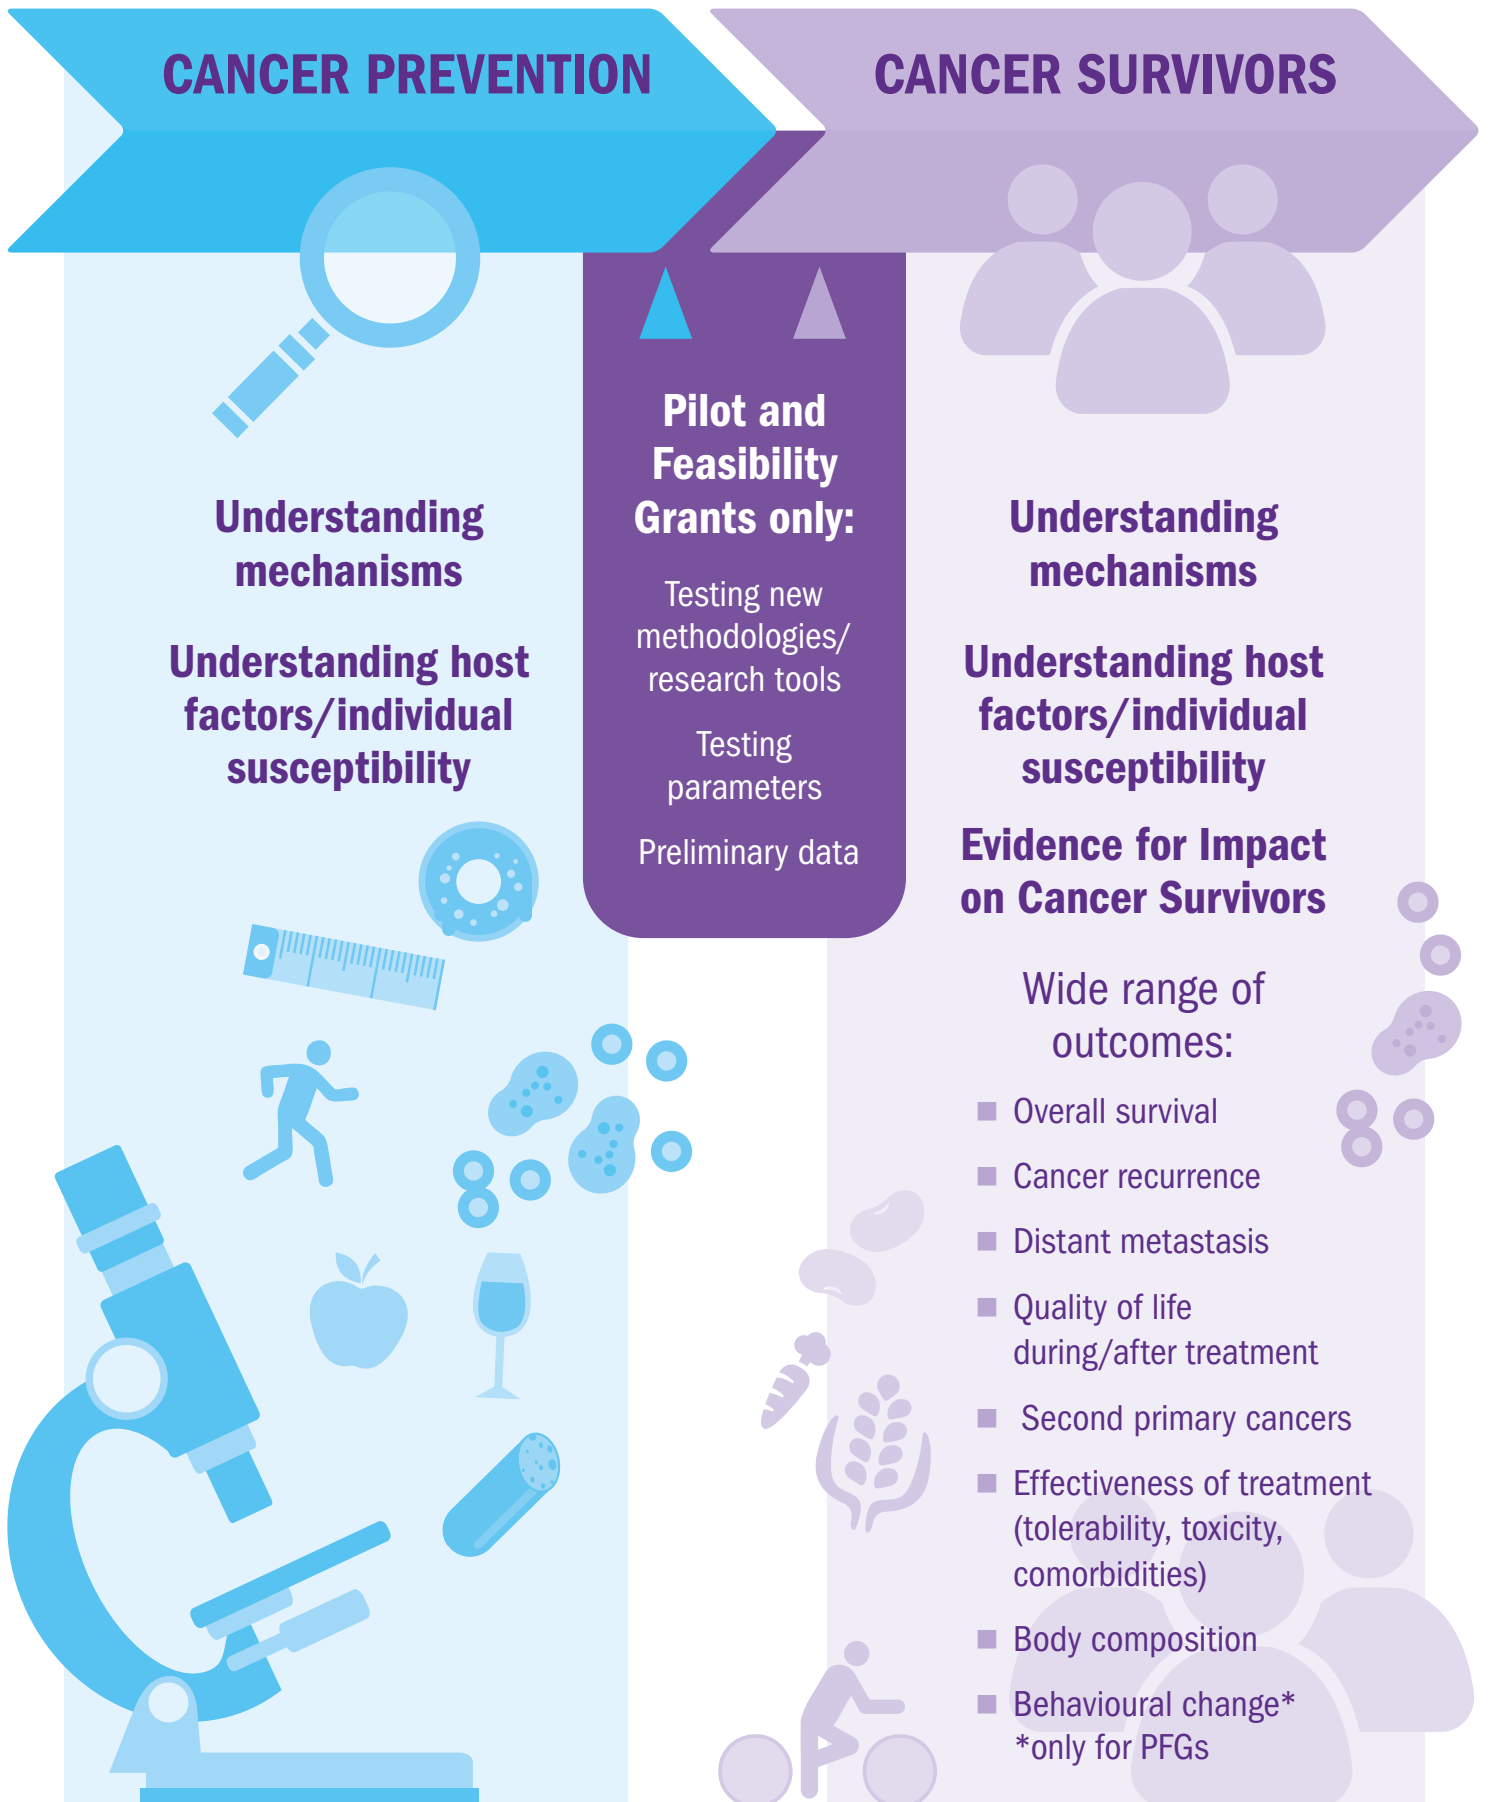 CANCER PREVENTION
CANCER SURVIVORS
Understanding
mechanisms
Understanding host
factors/individual
susceptibility
Pilot and
Feasibility
Grants only:
Testing new
methodologies/
research tools
Testing
parameters
Preliminary data
Understanding
mechanisms
Understanding host
factors/individual
susceptibility
Evidence for Impact
on Cancer Survivors
Wide range of
outcomes:
Overall survival
Cancer recurrence
Distant metastasis
Quality of life
during/after treatment
Second primary cancers
Effectiveness of treatment
(tolerability, toxicity,
comorbidities)
Body composition
Behavioural change*
*only for PFGs